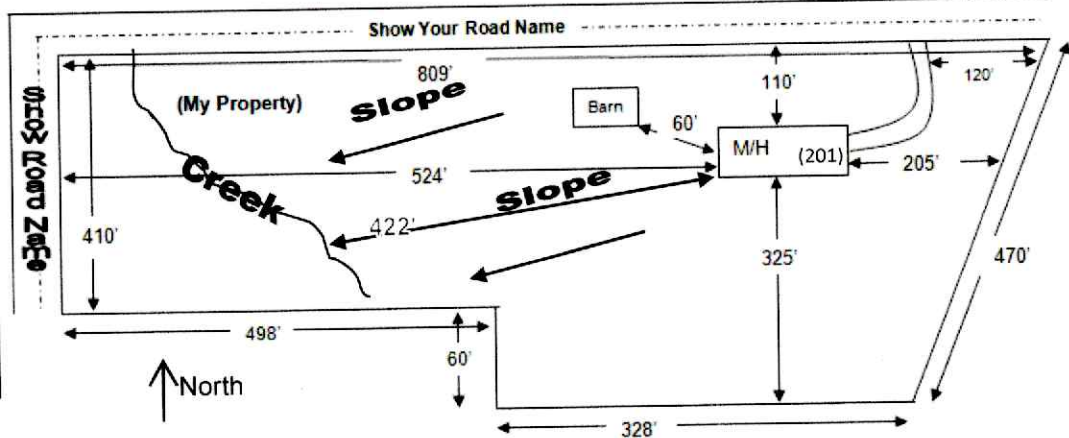 Show Your Road Name
Show Road Name
809'
110'
120'
(My Property)
Slope
Barn
60'
M/H
(201)
205'
524'
Creek
Slope
422'
410'
325'
470'
498'
60'
North
328'